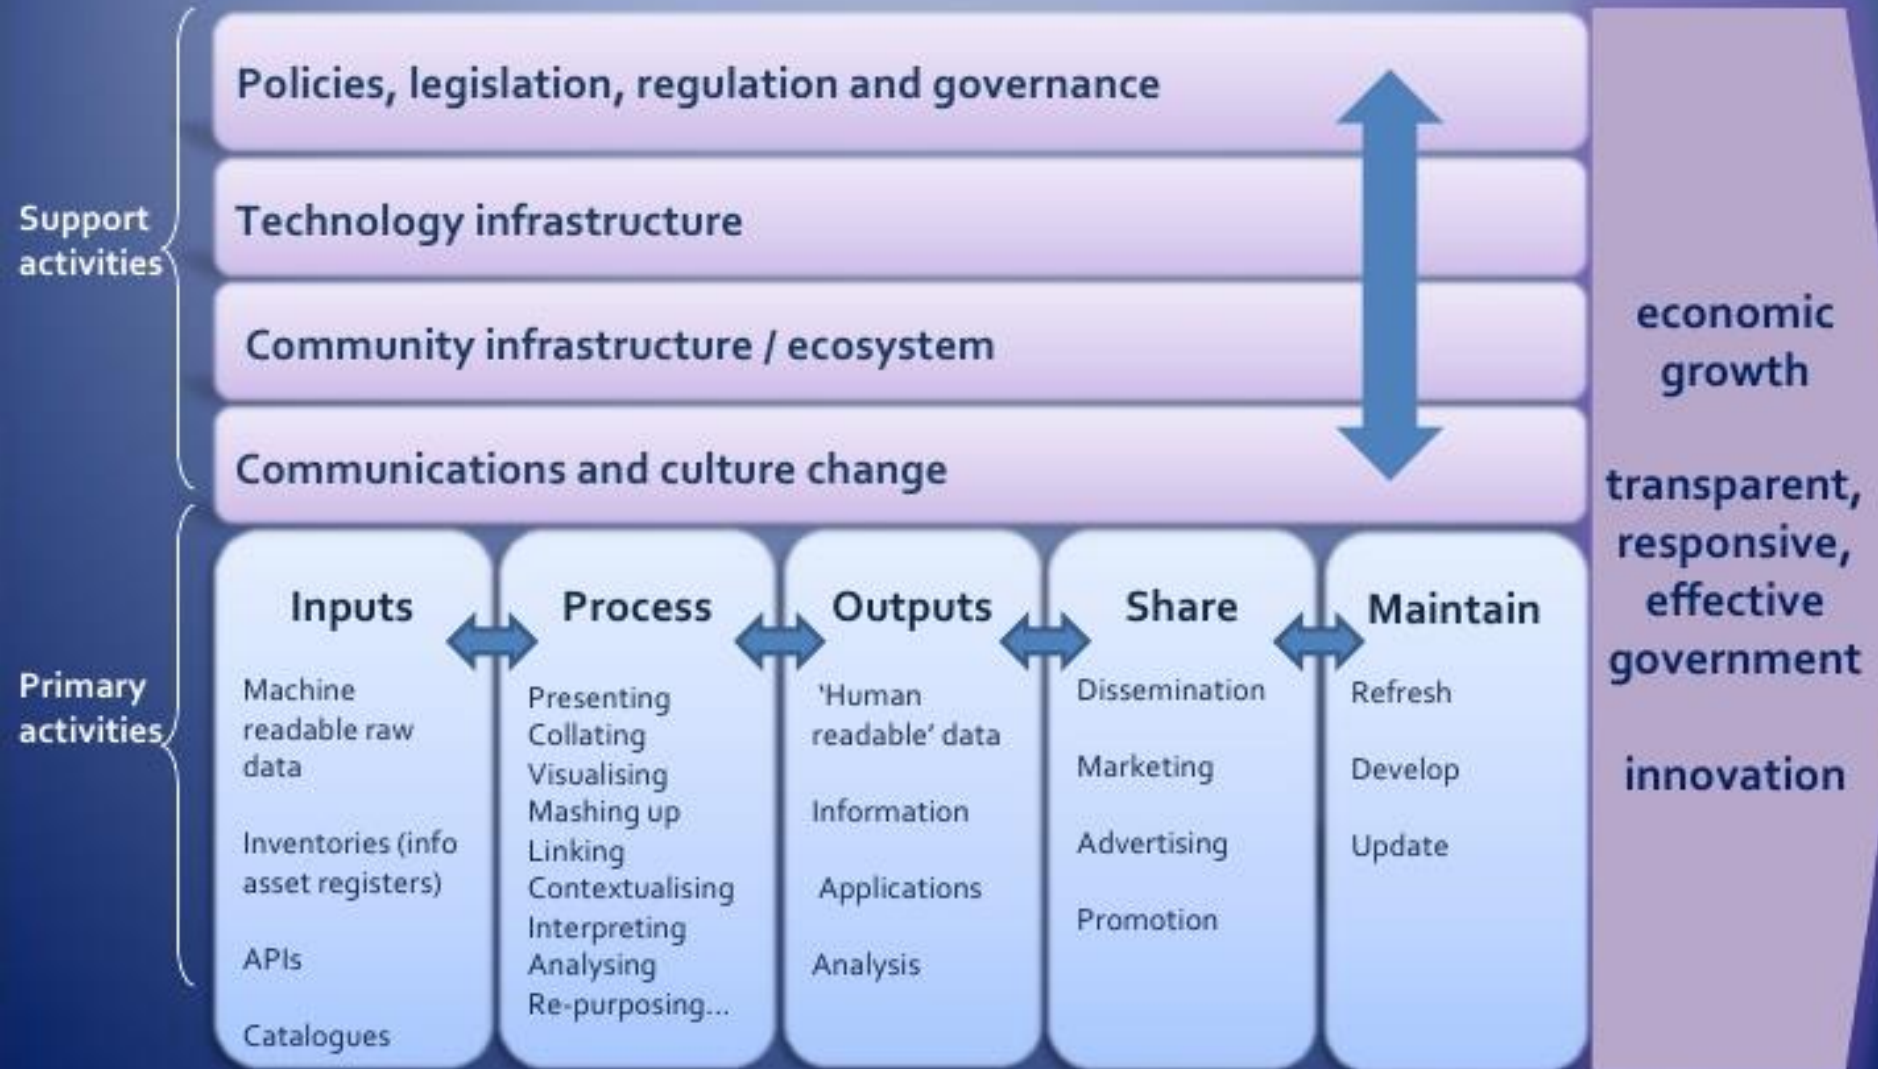 Policies, legislation, regulation and governance
Support
activities
Technology infrastructure
Community infrastructure / ecosystem
Communications and culture change
Primary
activities
Inputs
Machine
readable raw
data
Inventories (info
asset registers)
APIs
Catalogues
Process
Presenting
Collating
Visualising
Mashing up
Linking
Contextualising
Interpreting
Analysing
Re-purposing...
Outputs
'Human
readable' data
Information
Applications
Analysis
Share
Dissemination
Marketing
Advertising
Promotion
Maintain
Refresh
Develop
Update
economic
growth
transparent,
responsive,
effective
government
innovation